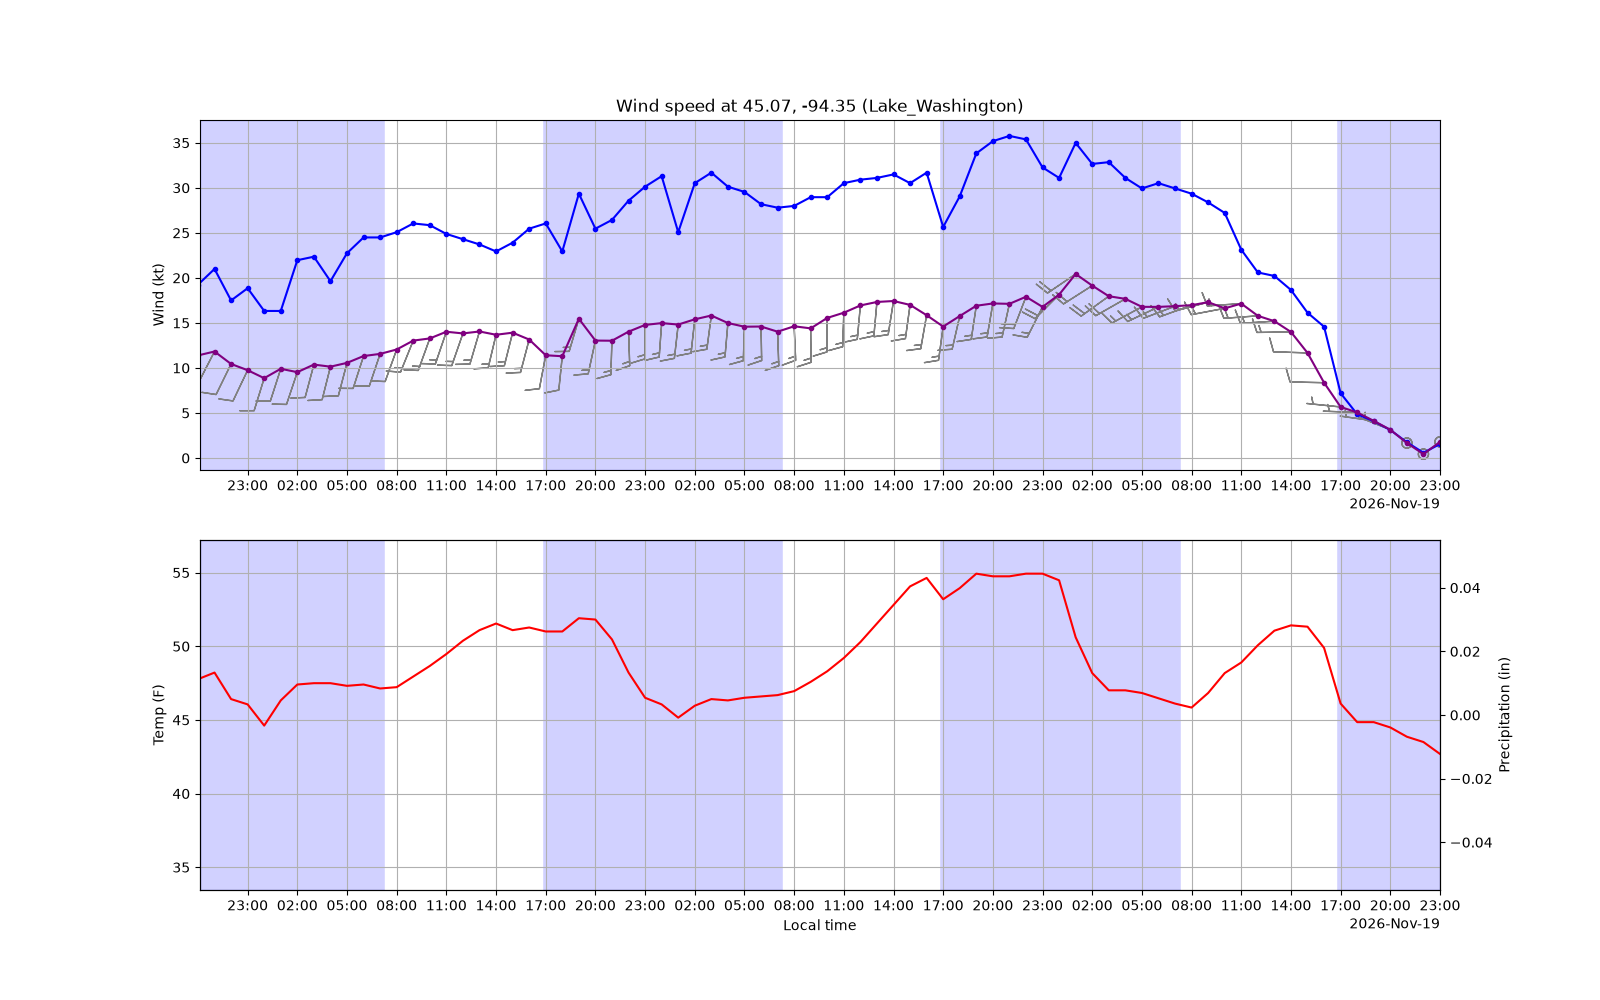 Wind speed at 45.07, -94.35 (Lake_Washington)
Wind (kt)
35
30
25
20
15
10
5
0
23:00 02:00 05:00 08:00 11:00 14:00 17:00 20:00 23:00 02:00 05:00 08:00 11:00 14:00 17:00 20:00 23:00 02:00 05:00 08:00 11:00 14:00 17:00 20:00 23:00
2026-Nov-19
Temp (F)
55
50
45
40
35
0.04
0.02
0.00
−0.02
−0.04
Precipitation (in)
23:00 02:00 05:00 08:00 11:00 14:00 17:00 20:00 23:00 02:00 05:00 08:00 11:00 14:00 17:00 20:00 23:00 02:00 05:00 08:00 11:00 14:00 17:00 20:00 23:00
Local time
2026-Nov-19